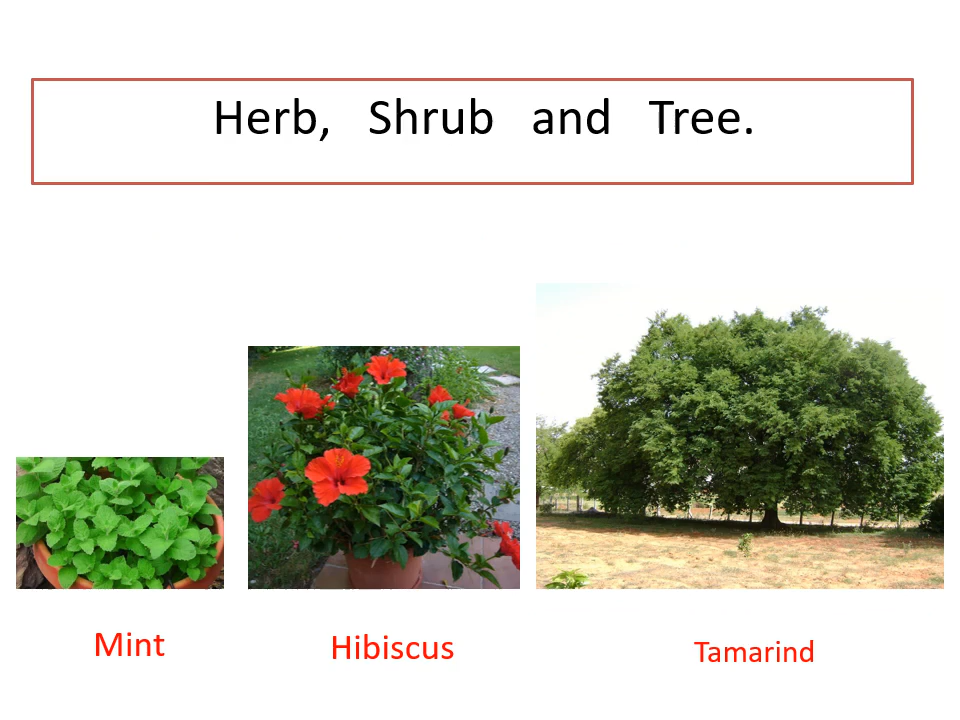 Herb, Shrub and Tree.
Mint
Hibiscus
Tamarind